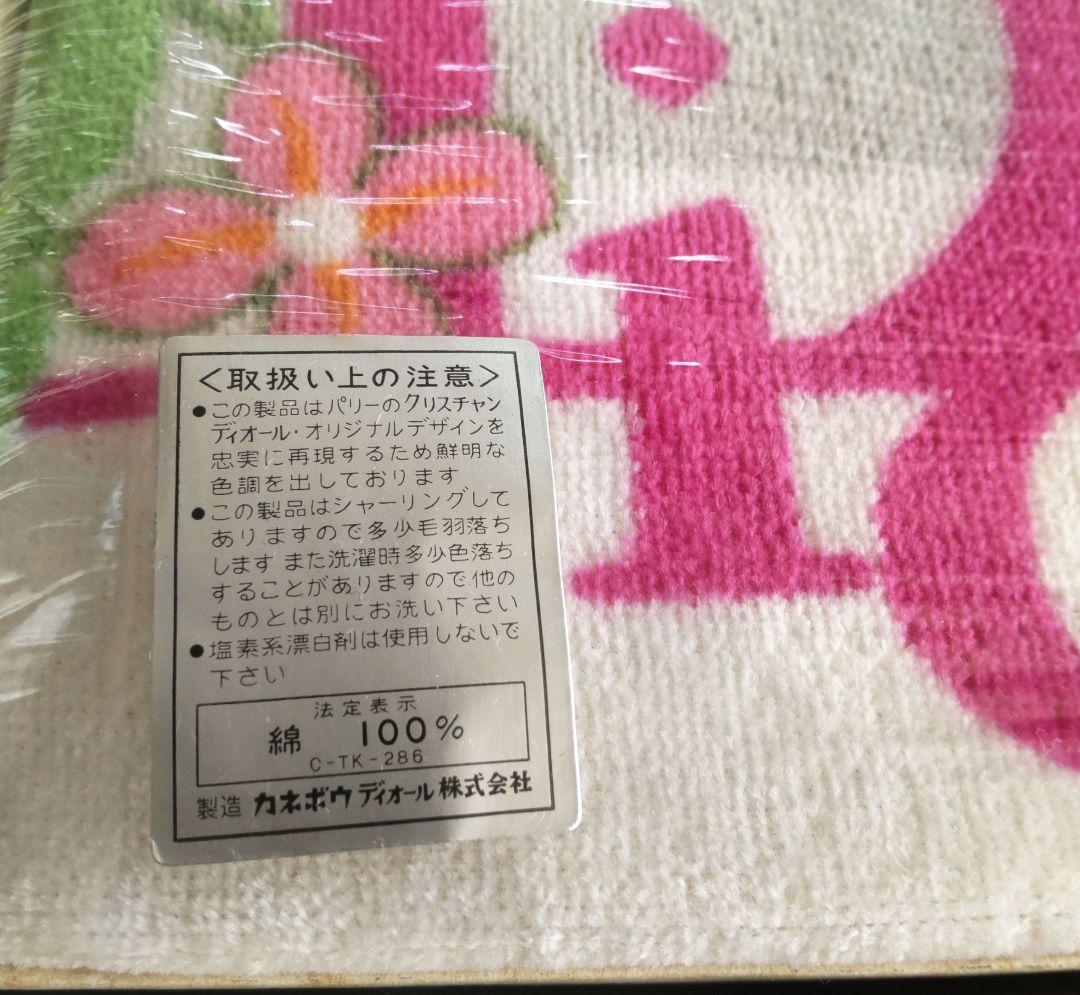 <取扱い上の注意>
●この製品はパリーのクリスチャン
ディオール・オリジナルデザインを
忠実に再現するため鮮明な
色調を出しております
●この製品はシャーリングして
ありますので多少毛羽落ち
します また洗濯時多少色落ち
することがありますので他の
ものとは別にお洗い下さい
●塩素系漂白剤は使用しないで
下さい
法定表示
綿 100%
C-TK-286
製造 カネボウ ディオール株式会社